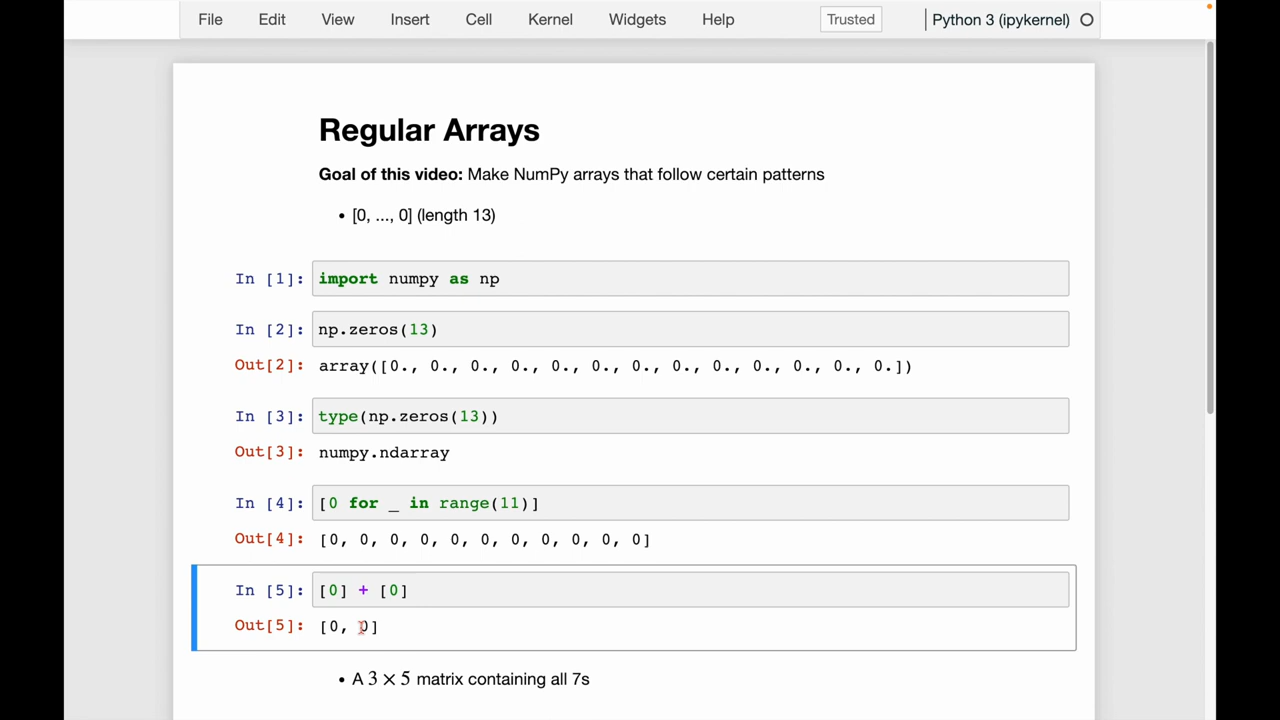 File Edit View Insert Cell Kernel Widgets Help Trusted Python 3 (ipykernel)
Regular Arrays
Goal of this video: Make NumPy arrays that follow certain patterns
• [0, ..., 0] (length 13)
In [1]: import numpy as np
In [2]: np.zeros(13)
Out[2]: array([0., 0., 0., 0., 0., 0., 0., 0., 0., 0., 0., 0., 0.])
In [3]: type(np.zeros(13))
Out[3]: numpy.ndarray
In [4]: [0 for _ in range(11)]
Out[4]: [0, 0, 0, 0, 0, 0, 0, 0, 0, 0, 0]
In [5]: [0] + [0]
Out[5]: [0, 0]
• A 3 × 5 matrix containing all 7s